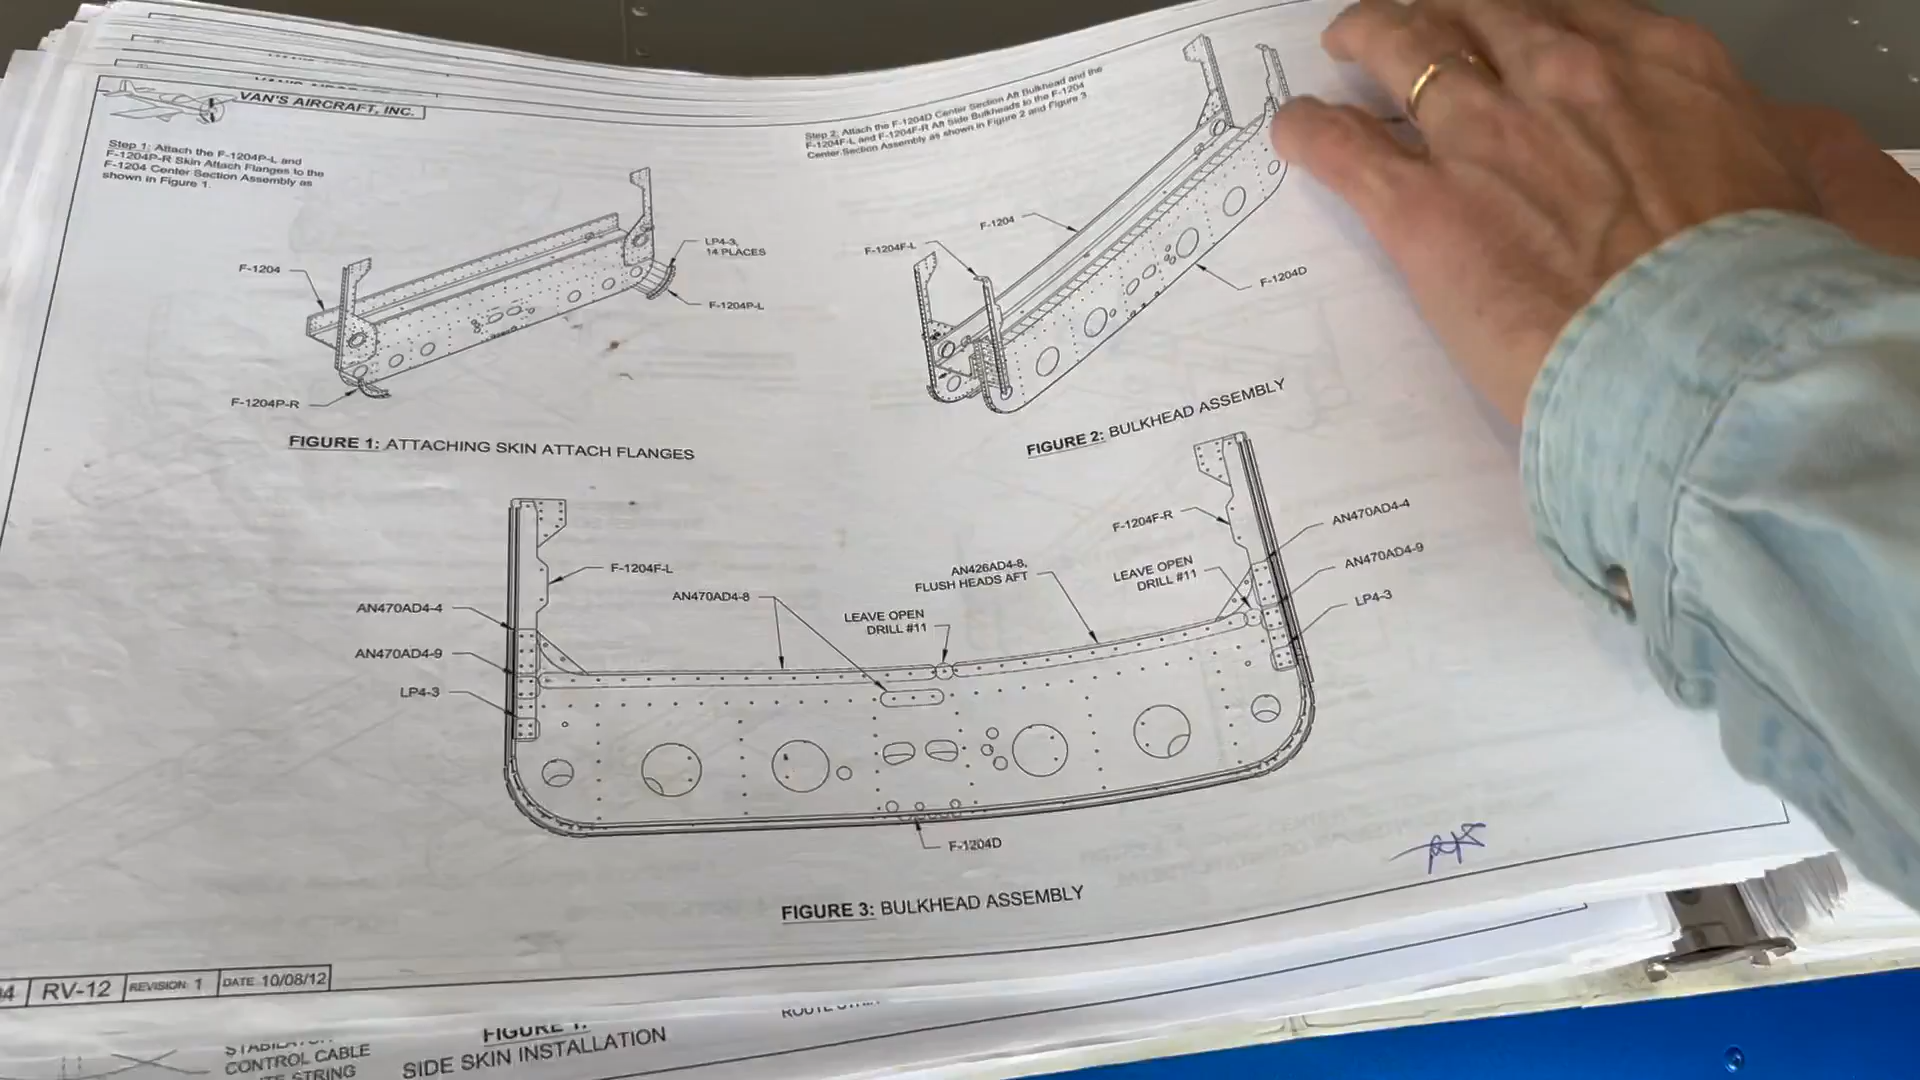 VAN'S AIRCRAFT, INC.
Step 1: Attach the F-1204P-L and
F-1204P-R Skin Attach Flanges to the
F-1204 Center Section Assembly as
shown in Figure 1.
Step 2: Attach the F-1204D Center Section Aft Bulkhead and the
F-1204F-L and F-1204F-R Aft Side Bulkheads to the F-1204
Center Section Assembly as shown in Figure 2 and Figure 3.
F-1204
LP4-3,
14 PLACES
F-1204P-L
F-1204P-R
FIGURE 1: ATTACHING SKIN ATTACH FLANGES
F-1204
F-1204F-L
F-1204D
FIGURE 2: BULKHEAD ASSEMBLY
F-1204F-L
AN470AD4-4
AN470AD4-9
LP4-3
AN470AD4-8
LEAVE OPEN
DRILL #11
AN426AD4-8,
FLUSH HEADS AFT
LEAVE OPEN
DRILL #11
F-1204F-R
AN470AD4-4
AN470AD4-9
LP4-3
F-1204D
FIGURE 3: BULKHEAD ASSEMBLY
RV-12
REVISION: 1
DATE: 10/08/12
FIGURE 1:
SIDE SKIN INSTALLATION
CONTROL CABLE
STRING